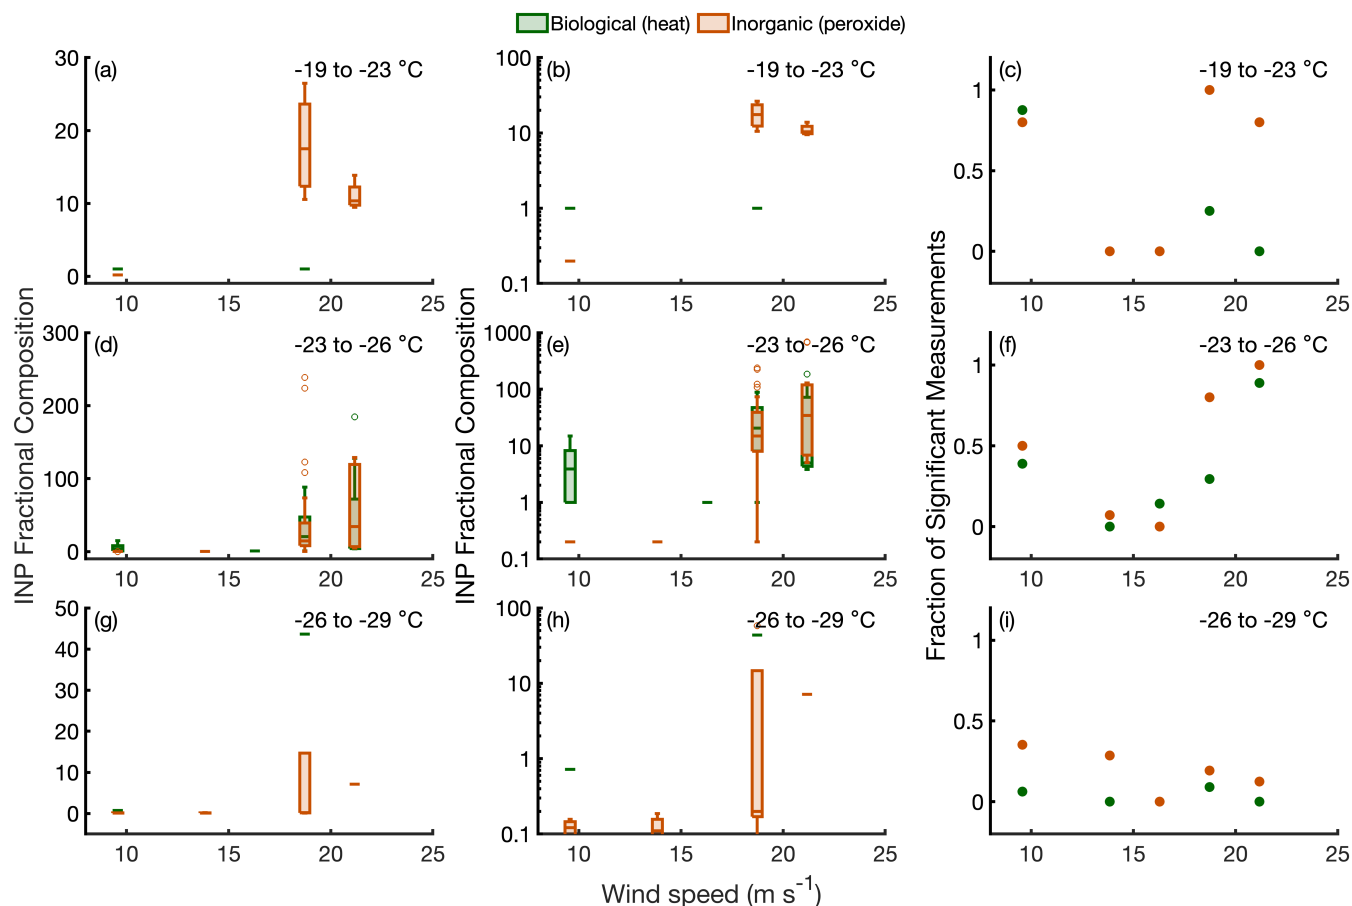 Biological (heat) Inorganic (peroxide)
(a) -19 to -23 °C
30
20
10
0
10 15 20 25
(b) -19 to -23 °C
100
10
1
0.1
10 15 20 25
(c) -19 to -23 °C
1
0.5
0
10 15 20 25
INP Fractional Composition
INP Fractional Composition
Fraction of Significant Measurements
(d) -23 to -26 °C
300
200
100
0
10 15 20 25
(e) -23 to -26 °C
1000
100
10
1
0.1
10 15 20 25
(f) -23 to -26 °C
1
0.5
0
10 15 20 25
(g) -26 to -29 °C
50
40
30
20
10
0
10 15 20 25
(h) -26 to -29 °C
100
10
1
0.1
10 15 20 25
(i) -26 to -29 °C
1
0.5
0
10 15 20 25
Wind speed (m s⁻¹)